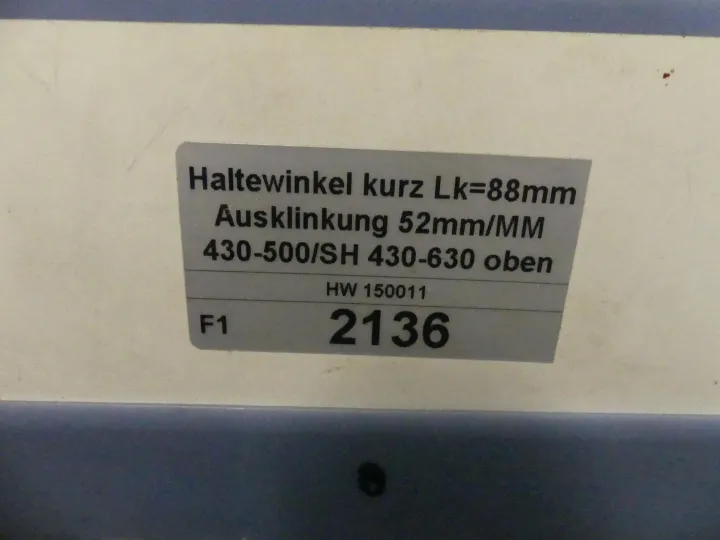 Haltewinkel kurz Lk=88mm
Ausklinkung 52mm/MM
430-500/SH 430-630 oben
HW 150011
F1 2136